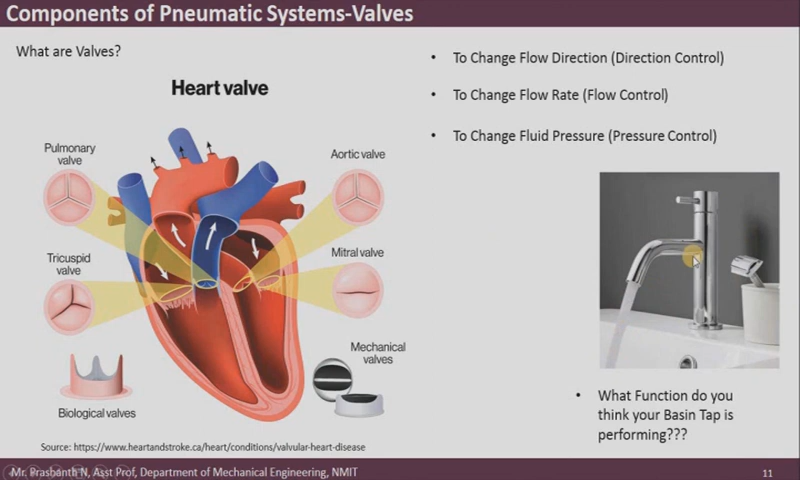 Components of Pneumatic Systems-Valves
What are Valves?
Heart valve
Pulmonary
valve
Aortic valve
Tricuspid
valve
Mitral valve
Mechanical
valves
Biological valves
Source: https://www.heartandstroke.ca/heart/conditions/valvular-heart-disease
• To Change Flow Direction (Direction Control)
• To Change Flow Rate (Flow Control)
• To Change Fluid Pressure (Pressure Control)
• What Function do you
think your Basin Tap is
performing???
Mr. Prashanth N, Asst Prof, Department of Mechanical Engineering, NMIT
11